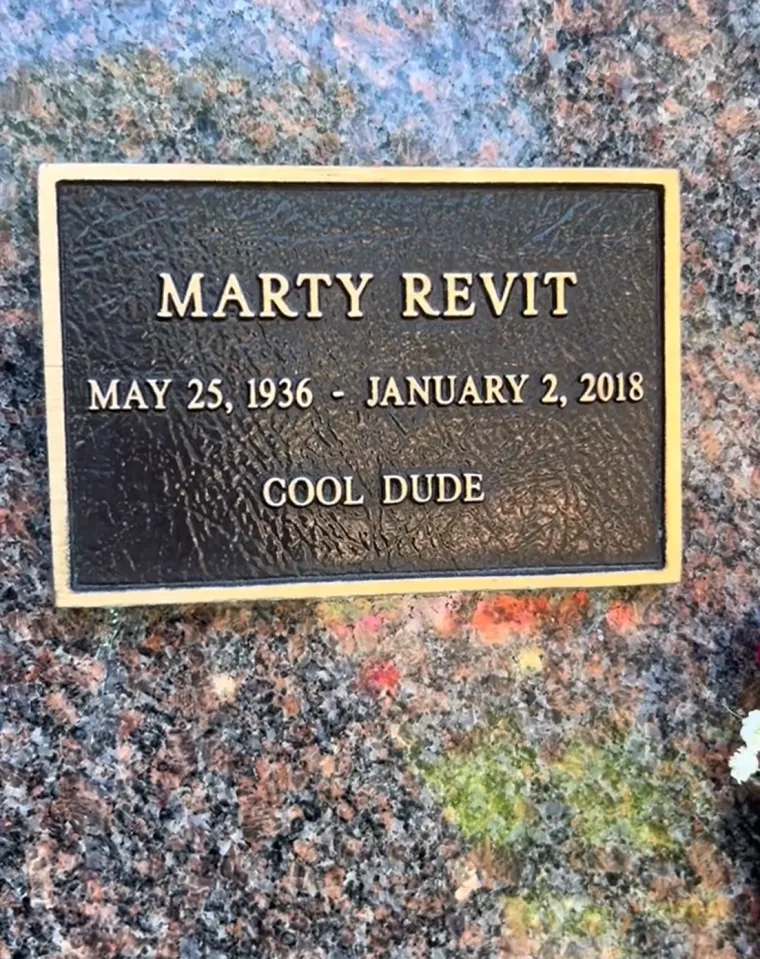 MARTY REVIT
MAY 25, 1936 - JANUARY 2, 2018
COOL DUDE